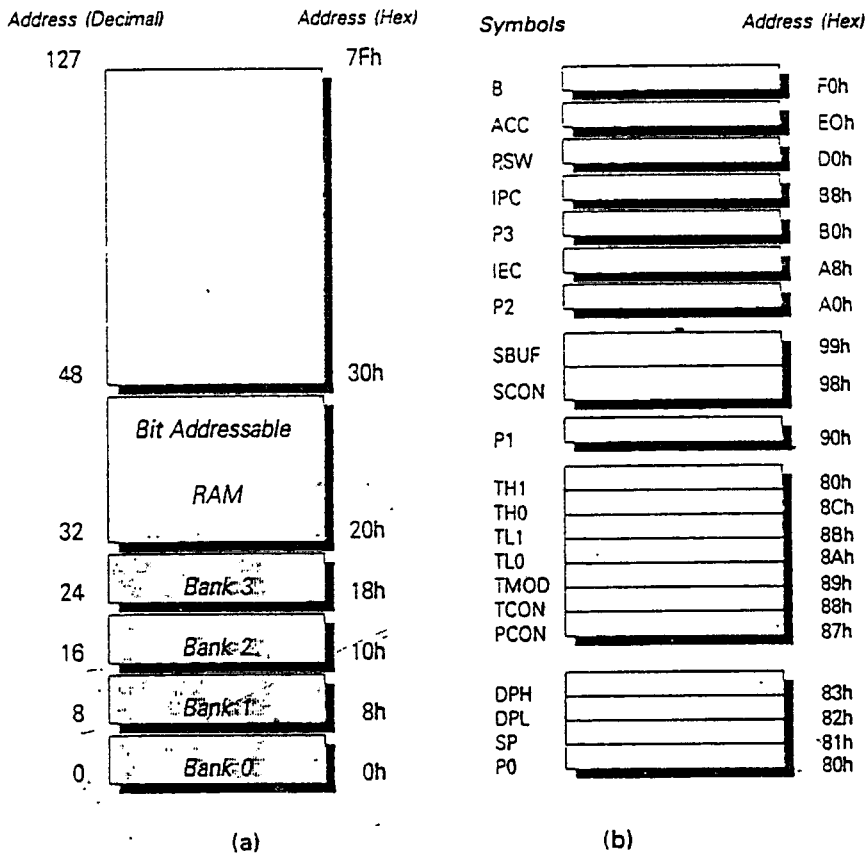 Address (Decimal) Address (Hex)
127 7Fh
48 30h
Bit Addressable
RAM
32 20h
24 Bank 3 18h
16 Bank 2 10h
8 Bank 1 8h
0 Bank 0 0h
(a)
Symbols Address (Hex)
B F0h
ACC E0h
PSW D0h
IPC B8h
P3 B0h
IEC A8h
P2 A0h
SBUF 99h
SCON 98h
P1 90h
TH1 80h
TH0 8Ch
TL1 8Bh
TL0 8Ah
TMOD 89h
TCON 88h
PCON 87h
DPH 83h
DPL 82h
SP 81h
P0 80h
(b)